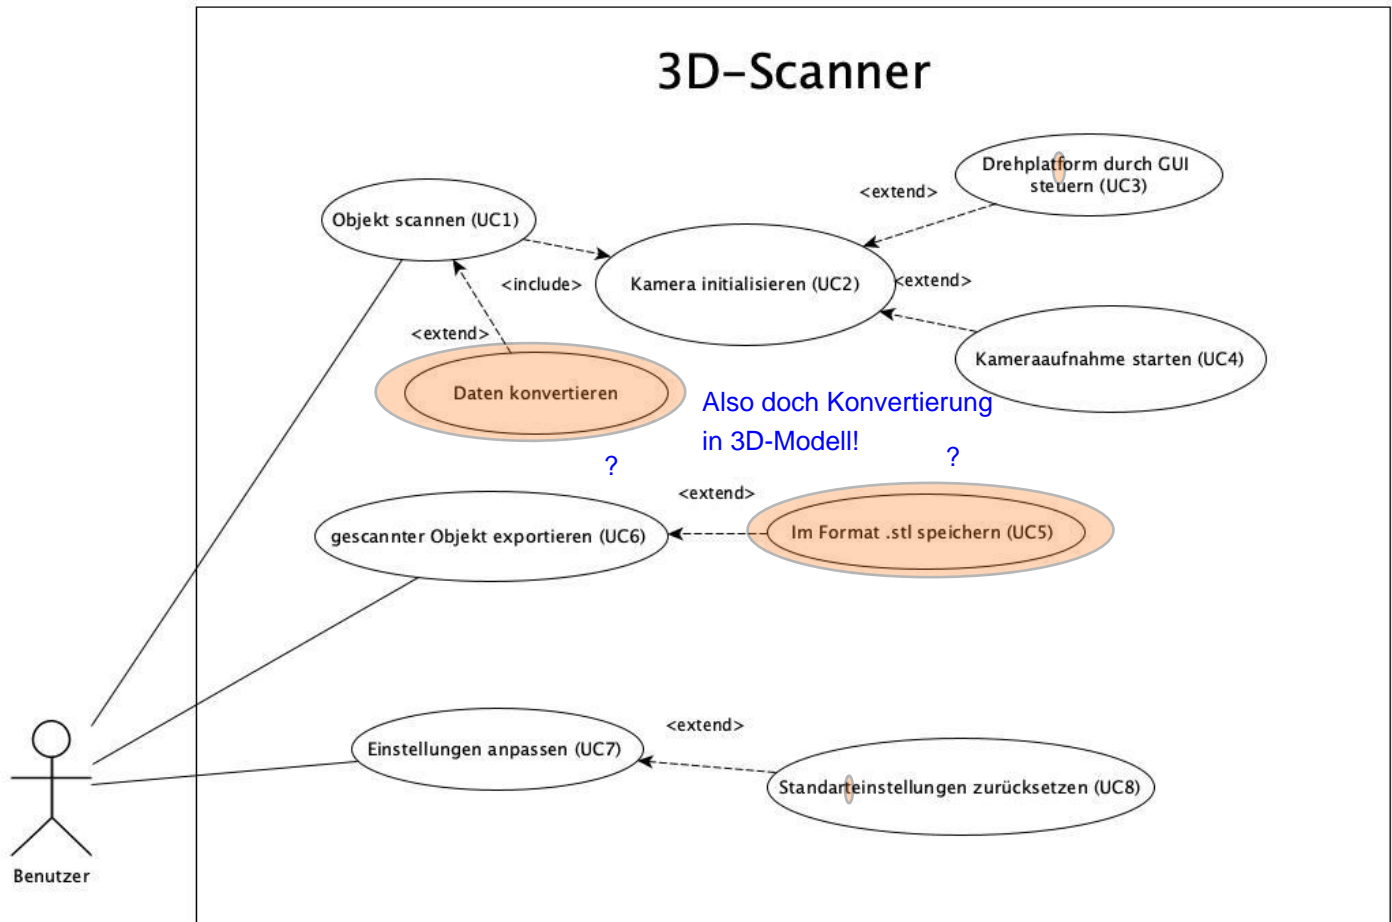 3D-Scanner
Drehplatform durch GUI
steuern (UC3)
<extend>
Objekt scannen (UC1)
<include>
Kamera initialisieren (UC2)
<extend>
<extend>
Kameraaufnahme starten (UC4)
Daten konvertieren
Also doch Konvertierung
in 3D-Modell!
?
?
<extend>
gescannter Objekt exportieren (UC6)
Im Format .stl speichern (UC5)
<extend>
Einstellungen anpassen (UC7)
Standarteinstellungen zurücksetzen (UC8)
Benutzer